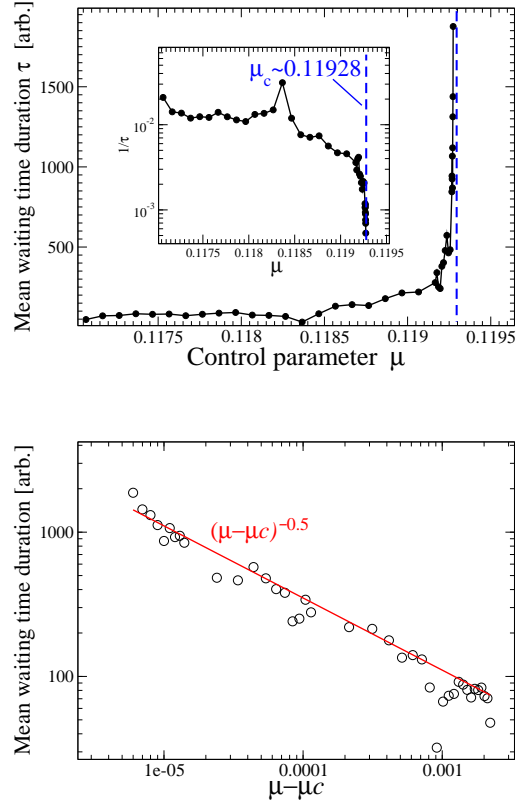 Mean waiting time duration τ [arb.]
1500
1000
500
μc~0.11928
1/τ
10^-2
10^-3
0.1175 0.118 0.1185 0.119 0.1195
μ
0.1175 0.118 0.1185 0.119 0.1195
Control parameter μ
Mean waiting time duration [arb.]
1000
100
(μ−μc)^−0.5
1e-05 0.0001 0.001
μ−μc